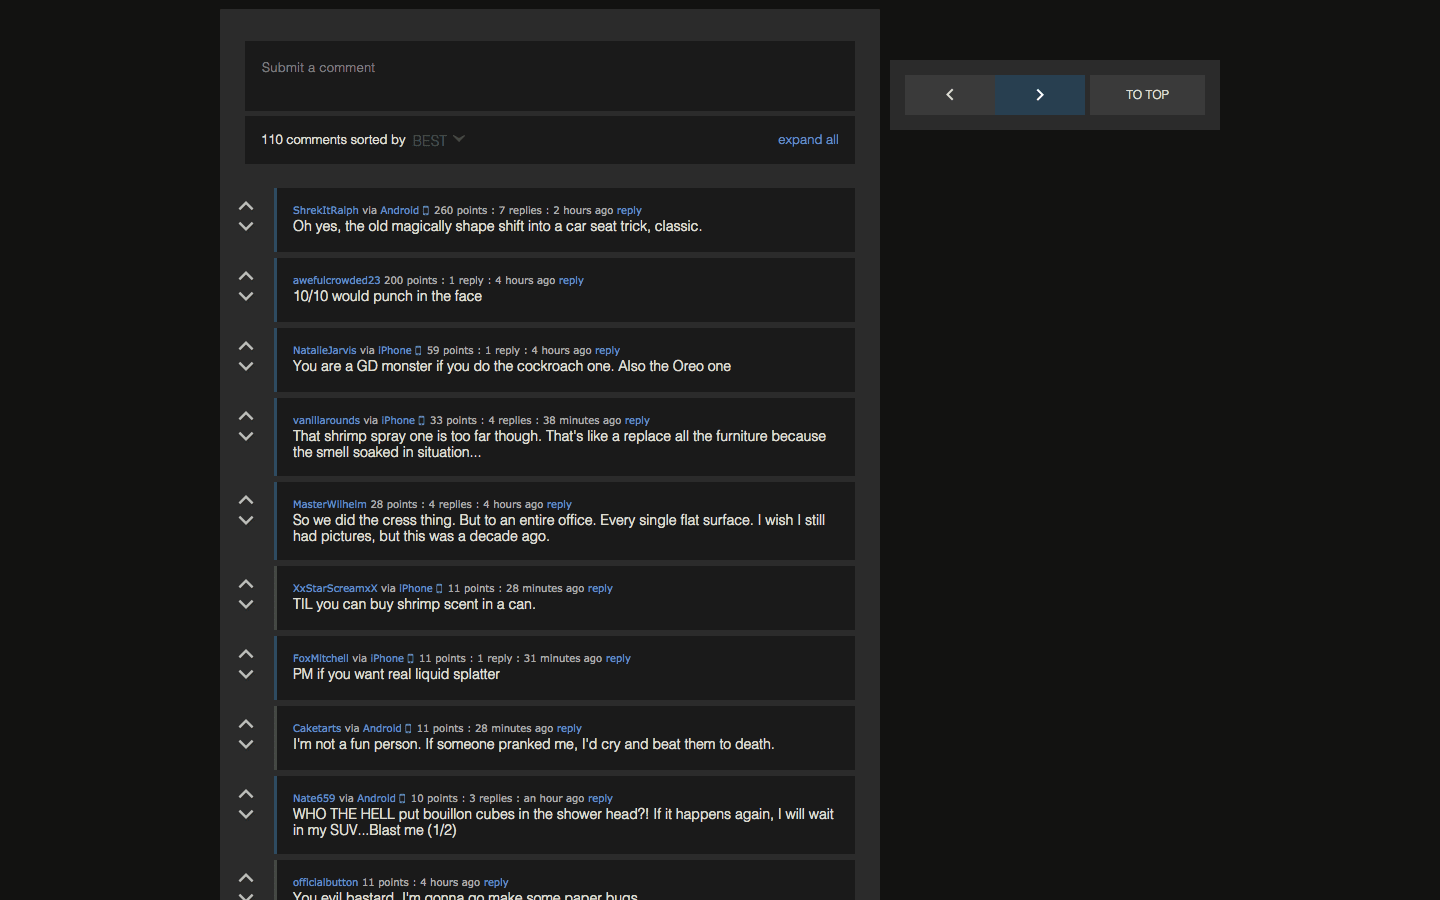 Submit a comment
TO TOP
110 comments sorted by BEST
expand all
ShrekItRalph via Android 260 points : 7 replies : 2 hours ago reply
Oh yes, the old magically shape shift into a car seat trick, classic.
awefulcrowded23 200 points : 1 reply : 4 hours ago reply
10/10 would punch in the face
NatalieJarvis via iPhone 59 points : 1 reply : 4 hours ago reply
You are a GD monster if you do the cockroach one. Also the Oreo one
vanillarounds via iPhone 33 points : 4 replies : 38 minutes ago reply
That shrimp spray one is too far though. That's like a replace all the furniture because
the smell soaked in situation...
MasterWilhelm 28 points : 4 replies : 4 hours ago reply
So we did the cress thing. But to an entire office. Every single flat surface. I wish I still
had pictures, but this was a decade ago.
XxStarScreamxX via iPhone 11 points : 28 minutes ago reply
TIL you can buy shrimp scent in a can.
FoxMitchell via iPhone 11 points : 1 reply : 31 minutes ago reply
PM if you want real liquid splatter
Caketarts via Android 11 points : 28 minutes ago reply
I'm not a fun person. If someone pranked me, I'd cry and beat them to death.
Nate659 via Android 10 points : 3 replies : an hour ago reply
WHO THE HELL put bouillon cubes in the shower head?! If it happens again, I will wait
in my SUV...Blast me (1/2)
officialbutton 11 points : 4 hours ago reply
You evil bastard. I'm gonna go make some paper bugs